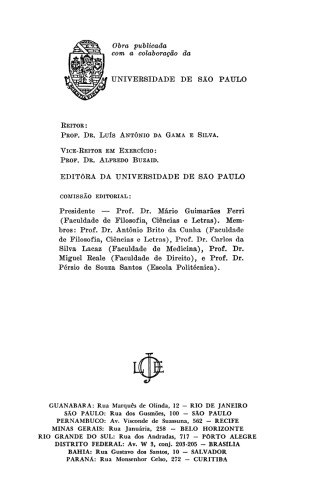 Obra publicada
com a colaboração da
UNIVERSIDADE DE SÃO PAULO
REITOR:
PROF. DR. LUÍS ANTÔNIO DA GAMA E SILVA.
VICE-REITOR EM EXERCÍCIO:
PROF. DR. ALFREDO BUZAID.
EDITÔRA DA UNIVERSIDADE DE SÃO PAULO
COMISSÃO EDITORIAL:
Presidente — Prof. Dr. Mário Guimarães Ferri
(Faculdade de Filosofia, Ciências e Letras). Mem-
bros: Prof. Dr. Antônio Brito da Cunha (Faculdade
de Filosofia, Ciências e Letras), Prof. Dr. Carlos da
Silva Lacaz (Faculdade de Medicina), Prof. Dr.
Miguel Reale (Faculdade de Direito), e Prof. Dr.
Pérsio de Souza Santos (Escola Politécnica).
GUANABARA: Rua Marquês de Olinda, 12 — RIO DE JANEIRO
SÃO PAULO: Rua dos Gusmões, 100 — SÃO PAULO
PERNAMBUCO: Av. Visconde de Suassuna, 562 — RECIFE
MINAS GERAIS: Rua Januária, 258 — BELO HORIZONTE
RIO GRANDE DO SUL: Rua dos Andradas, 717 — PÔRTO ALEGRE
DISTRITO FEDERAL: Av. W 3, conj. 203-205 — BRASÍLIA
BAHIA: Rua Gustavo dos Santos, 10 — SALVADOR
PARANÁ: Rua Monsenhor Celso, 272 — CURITIBA